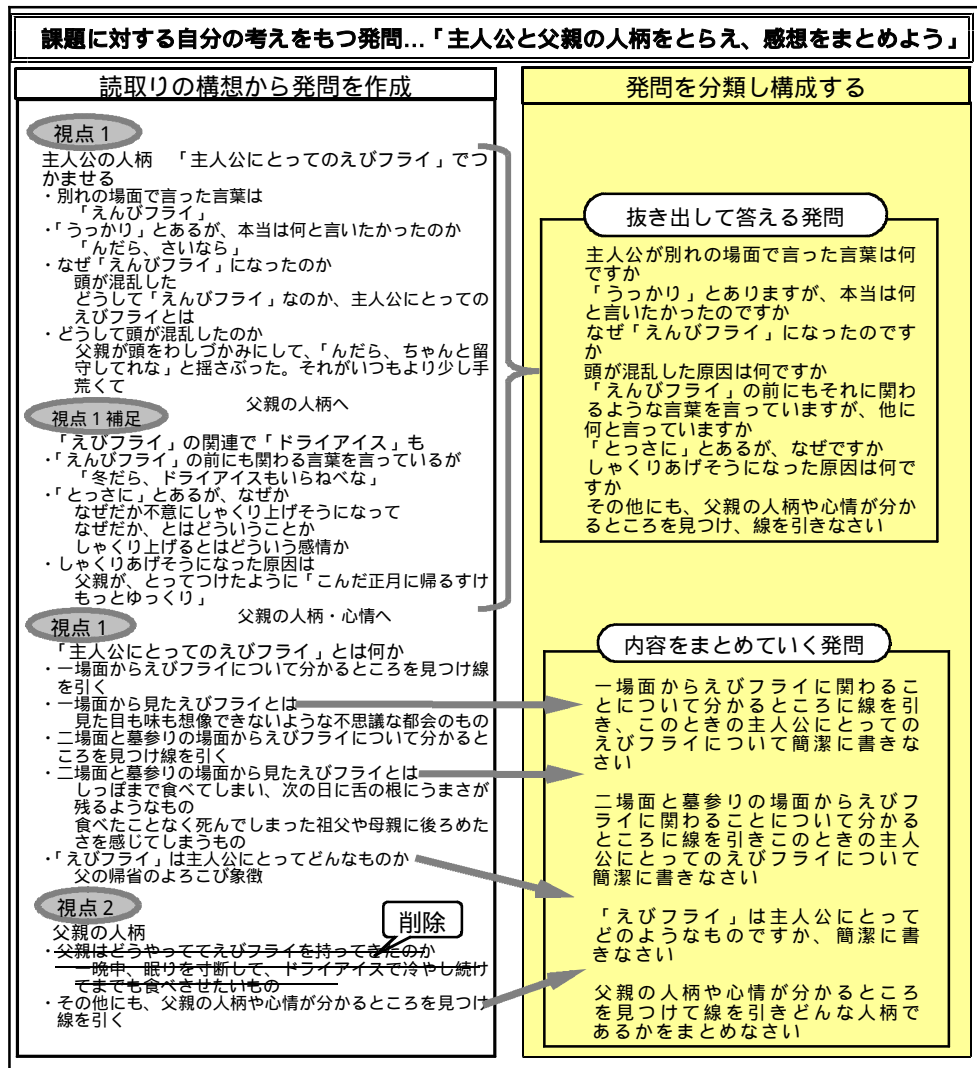 課題に対する自分の考えをもつ発問…「主人公と父親の人柄をとらえ、感想をまとめよう」
読取りの構想から発問を作成
視点1
主人公の人柄　「主人公にとってのえびフライ」でつ
かませる
・別れの場面で言った言葉は
「えんびフライ」
・「うっかり」とあるが、本当は何と言いたかったのか
「んだら、さいなら」
・なぜ「えんびフライ」になったのか
頭が混乱した
どうして「えんびフライ」なのか、主人公にとっての
えびフライとは
・どうして頭が混乱したのか
父親が頭をわしづかみにして、「んだら、ちゃんと留
守してれな」と揺さぶった。それがいつもより少し手
荒くて
父親の人柄へ
視点1補足
「えびフライ」の関連で「ドライアイス」も
・「えんびフライ」の前にも関わる言葉を言っているが
「冬だら、ドライアイスもいらねべな」
・「とっさに」とあるが、なぜか
なぜだか不意にしゃくり上げそうになって
なぜだか、とはどういうことか
しゃくり上げるとはどういう感情か
・しゃくりあげそうになった原因は
父親が、とってつけたように「こんだ正月に帰るすけ
もっとゆっくり」
父親の人柄・心情へ
視点1
「主人公にとってのえびフライ」とは何か
・一場面からえびフライについて分かるところを見つけ線
を引く
・一場面から見たえびフライとは
見た目も味も想像できないような不思議な都会のもの
・二場面と墓参りの場面からえびフライについて分かると
ころを見つけ線を引く
・二場面と墓参りの場面から見たえびフライとは
しっぽまで食べてしまい、次の日に舌の根にうまさが
残るようなもの
食べたことなく死んでしまった祖父や母親に後ろめた
さを感じてしまうもの
・「えびフライ」は主人公にとってどんなものか
父の帰省のよろこび象徴
視点2
父親の人柄
削除
・父親はどうやっててえびフライを持ってきたのか
一晩中、眠りを寸断して、ドライアイスで冷やし続け
てまでも食べさせたいもの
・その他にも、父親の人柄や心情が分かるところを見つけ
線を引く
発問を分類し構成する
抜き出して答える発問
主人公が別れの場面で言った言葉は何
ですか
「うっかり」とありますが、本当は何
と言いたかったのですか
なぜ「えんびフライ」になったのです
か
頭が混乱した原因は何ですか
「えんびフライ」の前にもそれに関わ
るような言葉を言っていますが、他に
何と言っていますか
「とっさに」とあるが、なぜですか
しゃくりあげそうになった原因は何で
すか
その他にも、父親の人柄や心情が分か
るところを見つけ、線を引きなさい
内容をまとめていく発問
一場面からえびフライに関わるこ
とについて分かるところに線を引
き、このときの主人公にとっての
えびフライについて簡潔に書きな
さい
二場面と墓参りの場面からえびフ
ライに関わることについて分かる
ところに線を引きこのときの主人
公にとってのえびフライについて
簡潔に書きなさい
「えびフライ」は主人公にとって
どのようなものですか、簡潔に書
きなさい
父親の人柄や心情が分かるところ
を見つけて線を引きどんな人柄で
あるかをまとめなさい